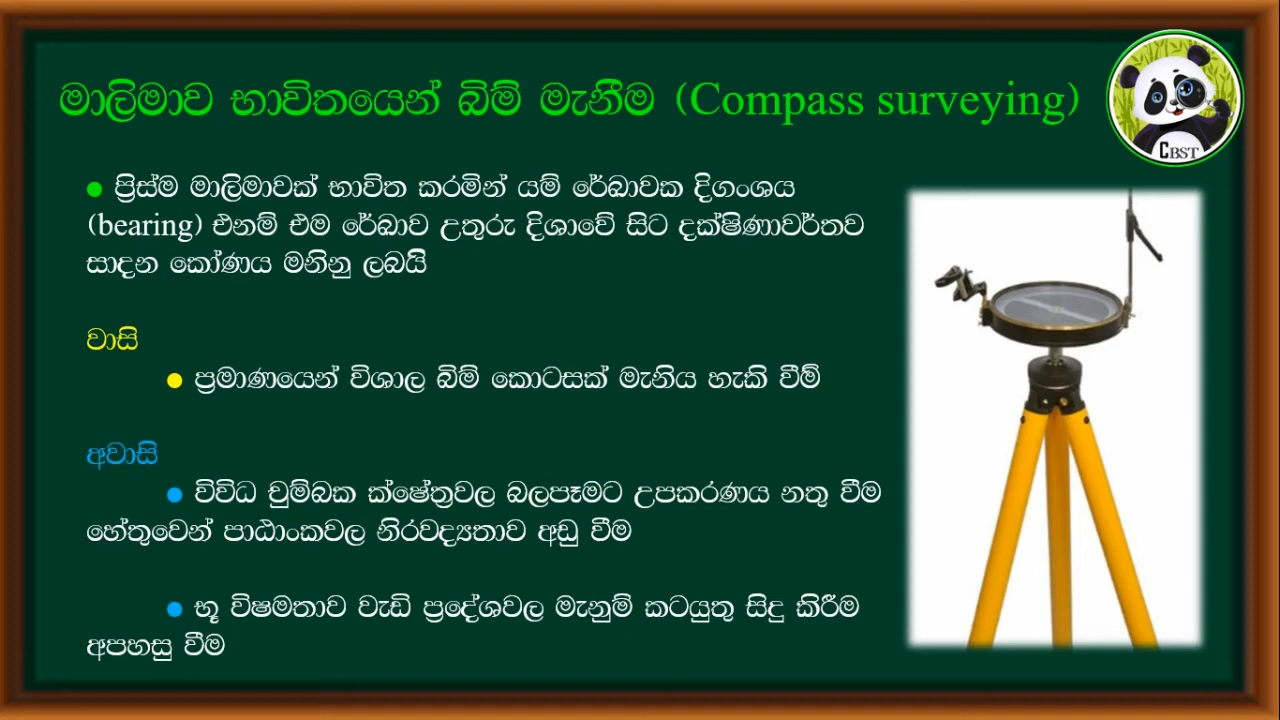 මාලිමාව භාවිතයෙන් බිම් මැනීම (Compass surveying)
CBST
● ප්‍රිස්ම මාලිමාවක් භාවිත කරමින් යම් රේඛාවක දිගංශය
(bearing) එනම් එම රේඛාව උතුරු දිශාවේ සිට දක්ෂිණාවර්තව
සාදන කෝණය මනිනු ලබයි
වාසි
● ප්‍රමාණයෙන් විශාල බිම් කොටසක් මැනිය හැකි වීම්
අවාසි
● විවිධ චුම්බක ක්ෂේත්‍රවල බලපෑමට උපකරණය නතු වීම
හේතුවෙන් පාඨාංකවල නිරවද්‍යතාව අඩු වීම
● භූ විෂමතාව වැඩි ප්‍රදේශවල මැනුම් කටයුතු සිදු කිරීම
අපහසු වීම